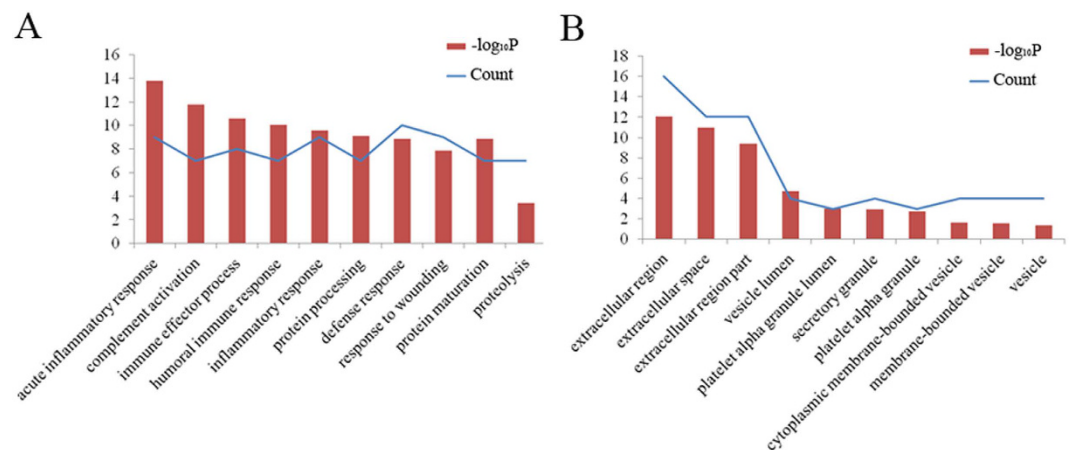 A
-log₁₀P
Count
16
14
12
10
8
6
4
2
0
acute inflammatory response
complement activation
immune effector process
humoral immune response
inflammatory response
protein processing
defense response
response to wounding
protein maturation
proteolysis
B
-log₁₀P
Count
18
16
14
12
10
8
6
4
2
0
extracellular region
extracellular space
extracellular region part
vesicle lumen
platelet alpha granule lumen
secretory granule
platelet alpha granule
cytoplasmic membrane-bounded vesicle
membrane-bounded vesicle
vesicle